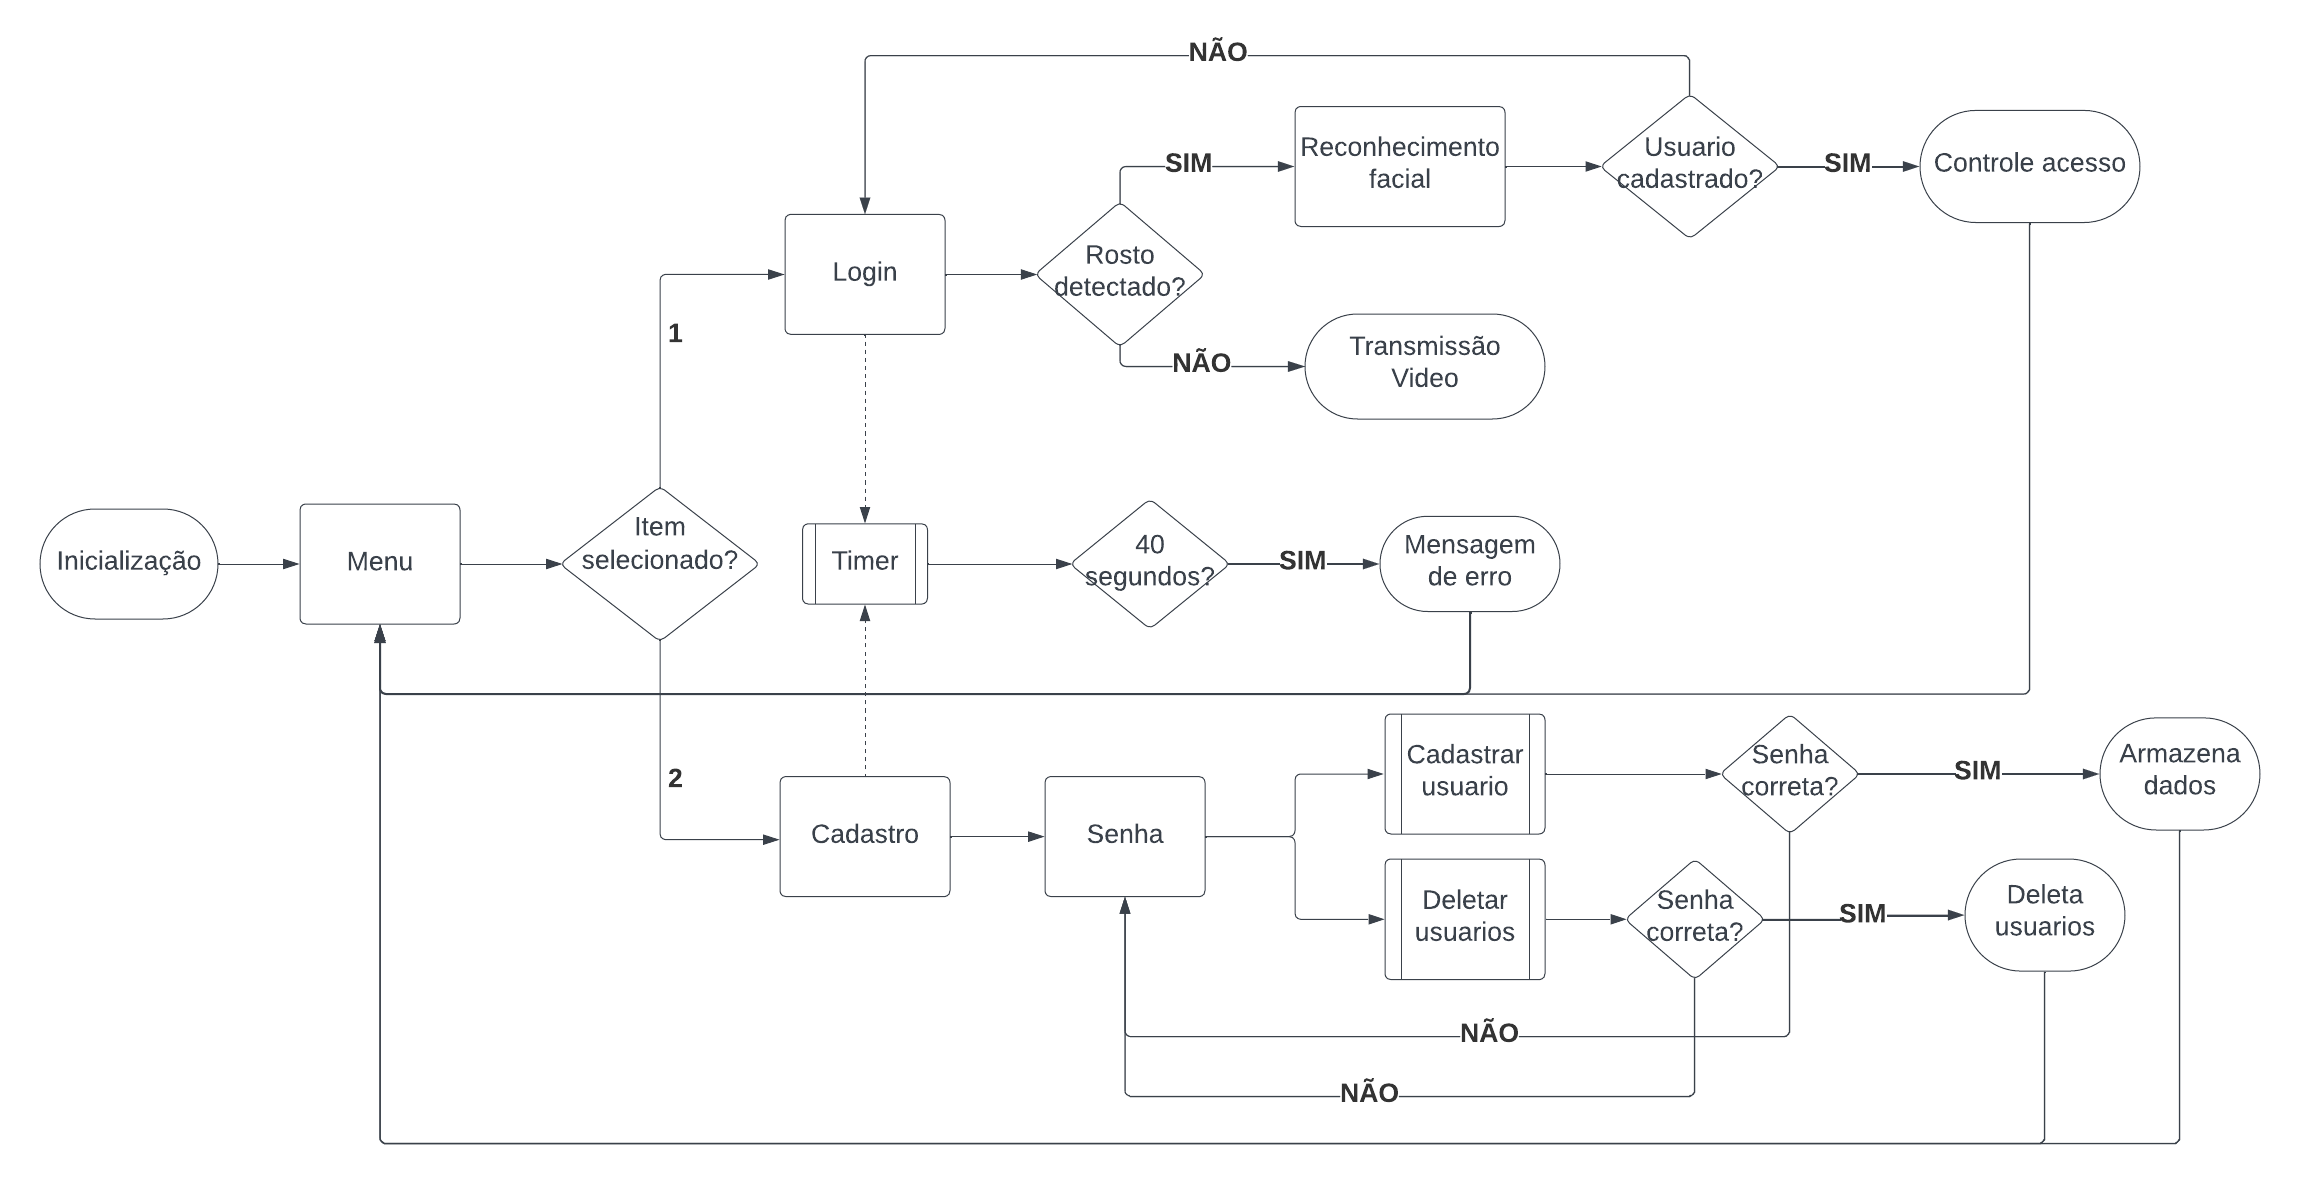 NÃO
Reconhecimento
facial
Usuario
cadastrado?
SIM
SIM
Controle acesso
Login
Rosto
detectado?
1
NÃO
Transmissão
Video
Inicialização
Menu
Item
selecionado?
Timer
40
segundos?
SIM
Mensagem
de erro
2
Cadastro
Senha
Cadastrar
usuario
Senha
correta?
SIM
Armazena
dados
Deletar
usuarios
Senha
correta?
SIM
Deleta
usuarios
NÃO
NÃO